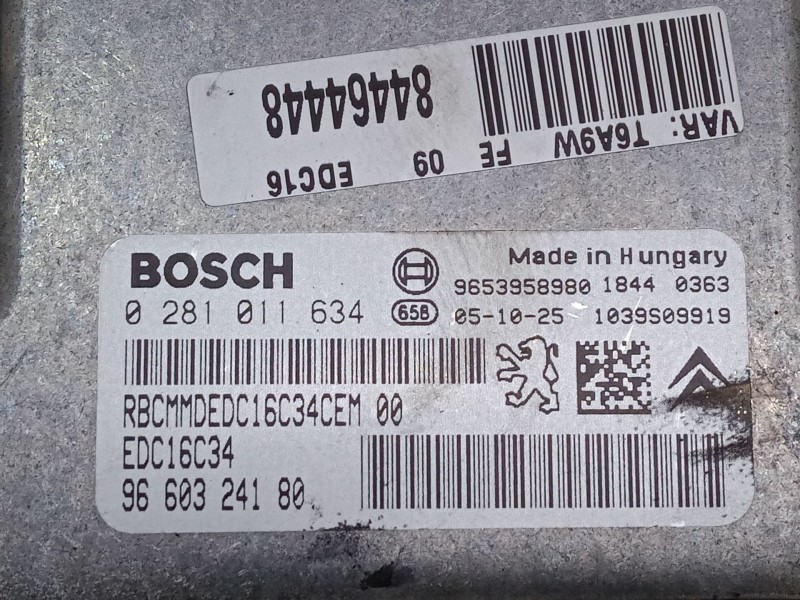 VAR: T6A9W FE 09 EDC16
84464448
BOSCH
Made in Hungary
9653958980 1844 0363
0 281 011 634
658
05-10-25 1039S09919
RBCMMDEDC16C34CEM 00
EDC16C34
96 603 241 80